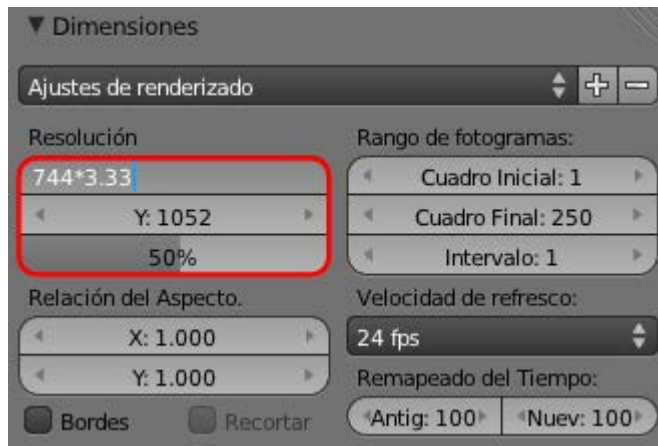 Dimensiones
Ajustes de renderizado
Resolución
744*3.33
Y: 1052
50%
Relación del Aspecto.
X: 1.000
Y: 1.000
Bordes
Recortar
Rango de fotogramas:
Cuadro Inicial: 1
Cuadro Final: 250
Intervalo: 1
Velocidad de refresco:
24 fps
Remapeado del Tiempo:
Antig: 100 Nuev: 100